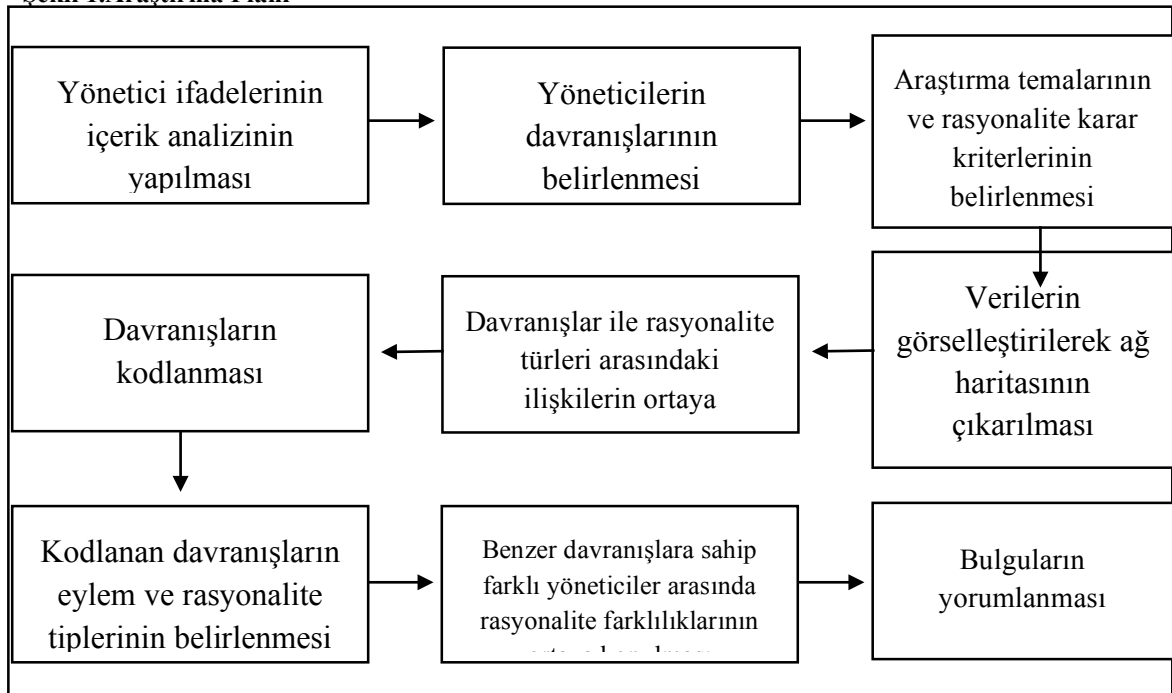 Yönetici ifadelerinin
içerik analizinin
yapılması
Yöneticilerin
davranışlarının
belirlenmesi
Araştırma temalarının
ve rasyonalite karar
kriterlerinin
belirlenmesi
Verilerin
görselleştirilerek ağ
haritasının
çıkarılması
Davranışlar ile rasyonalite
türleri arasındaki
ilişkilerin ortaya
Davranışların
kodlanması
Kodlanan davranışların
eylem ve rasyonalite
tiplerinin belirlenmesi
Benzer davranışlara sahip
farklı yöneticiler arasında
rasyonalite farklılıklarının
Bulguların
yorumlanması